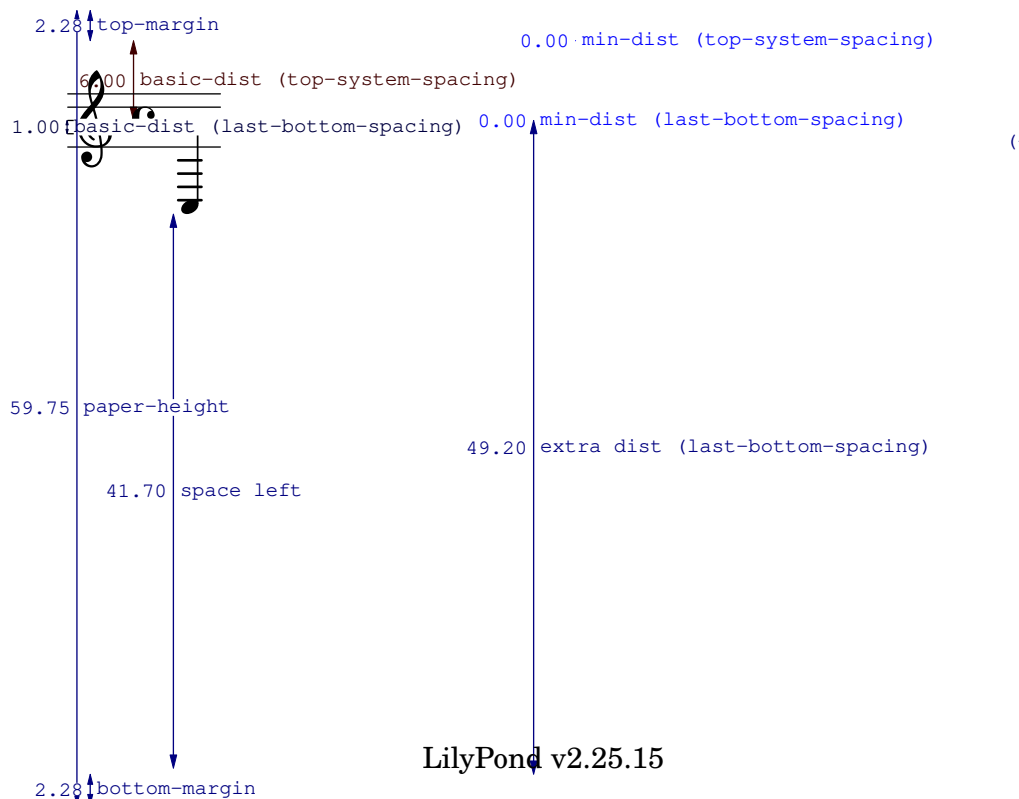 2.28 top-margin
0.00 min-dist (top-system-spacing)
6.00 basic-dist (top-system-spacing)
1.00 basic-dist (last-bottom-spacing)
0.00 min-dist (last-bottom-spacing)
(
59.75 paper-height
49.20 extra dist (last-bottom-spacing)
41.70 space left
LilyPond v2.25.15
2.28 bottom-margin